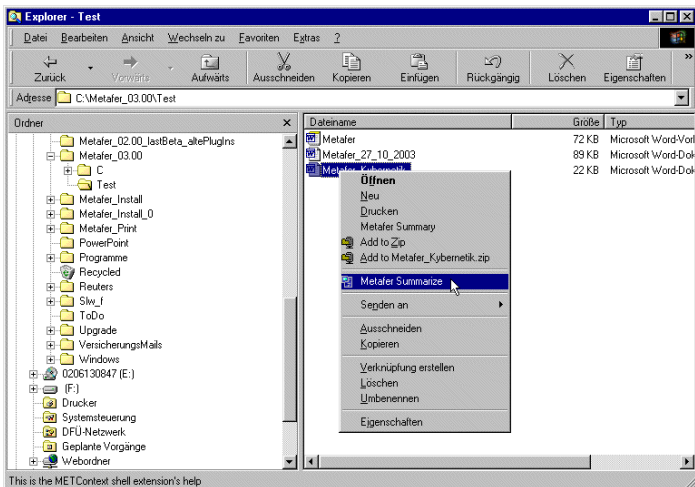 Explorer - Test
Datei Bearbeiten Ansicht Wechseln zu Favoriten Extras ?
Zurück Vorwärts Aufwärts Ausschneiden Kopieren Einfügen Rückgängig Löschen Eigenschaften »
Adresse C:\Metafer_03.00\Test
Ordner
Metafer_02.00_lastBeta_altePlugIns
Metafer_03.00
C
Test
Metafer_Install
Metafer_Install_0
Metafer_Print
PowerPoint
Programme
Recycled
Reuters
Slw_f
ToDo
Upgrade
VersicherungsMails
Windows
0206130847 (E:)
(F:)
Drucker
Systemsteuerung
DFÜ-Netzwerk
Geplante Vorgänge
Webordner
Dateiname Größe Typ
Metafer 72 KB Microsoft Word-Vorl
Metafer_27_10_2003 89 KB Microsoft Word-Dok
Metafer_Kybernetik 22 KB Microsoft Word-Dok
Öffnen
Neu
Drucken
Metafer Summary
Add to Zip
Add to Metafer_Kybernetik.zip
Metafer Summarize
Senden an
Ausschneiden
Kopieren
Verknüpfung erstellen
Löschen
Umbenennen
Eigenschaften
This is the METContext shell extension's help